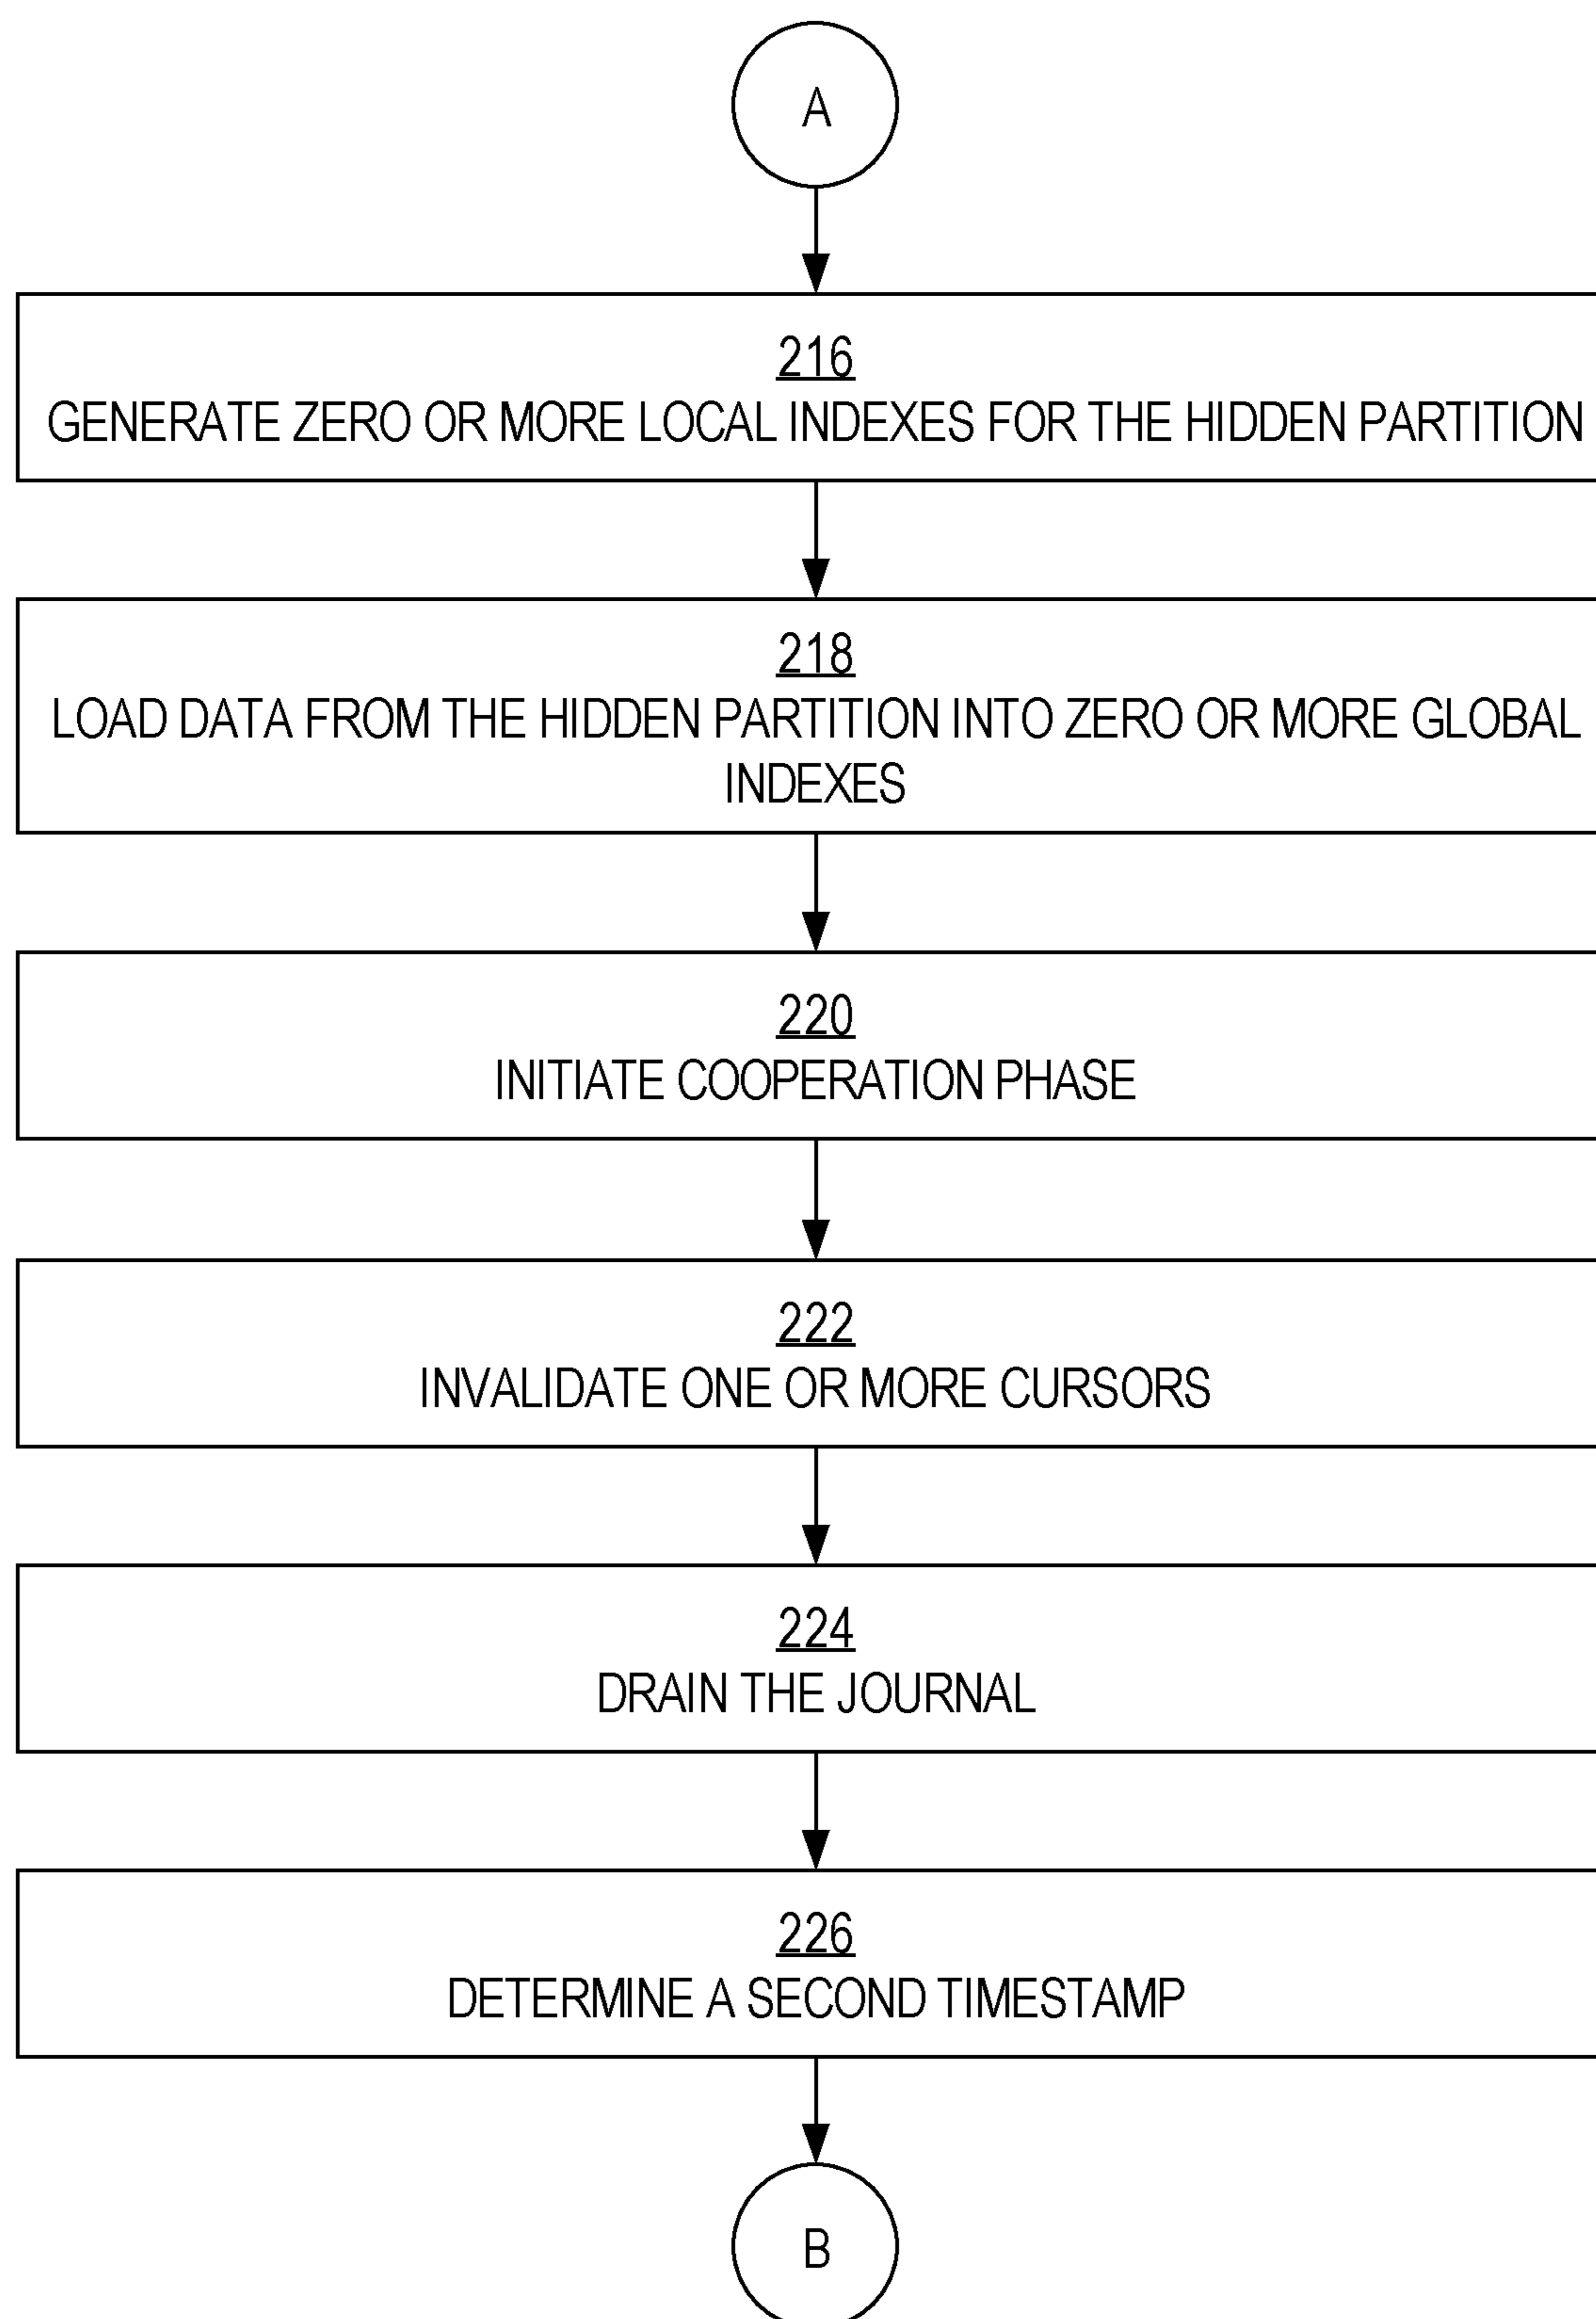 A
216
GENERATE ZERO OR MORE LOCAL INDEXES FOR THE HIDDEN PARTITION
218
LOAD DATA FROM THE HIDDEN PARTITION INTO ZERO OR MORE GLOBAL
INDEXES
220
INITIATE COOPERATION PHASE
222
INVALIDATE ONE OR MORE CURSORS
224
DRAIN THE JOURNAL
226
DETERMINE A SECOND TIMESTAMP
B